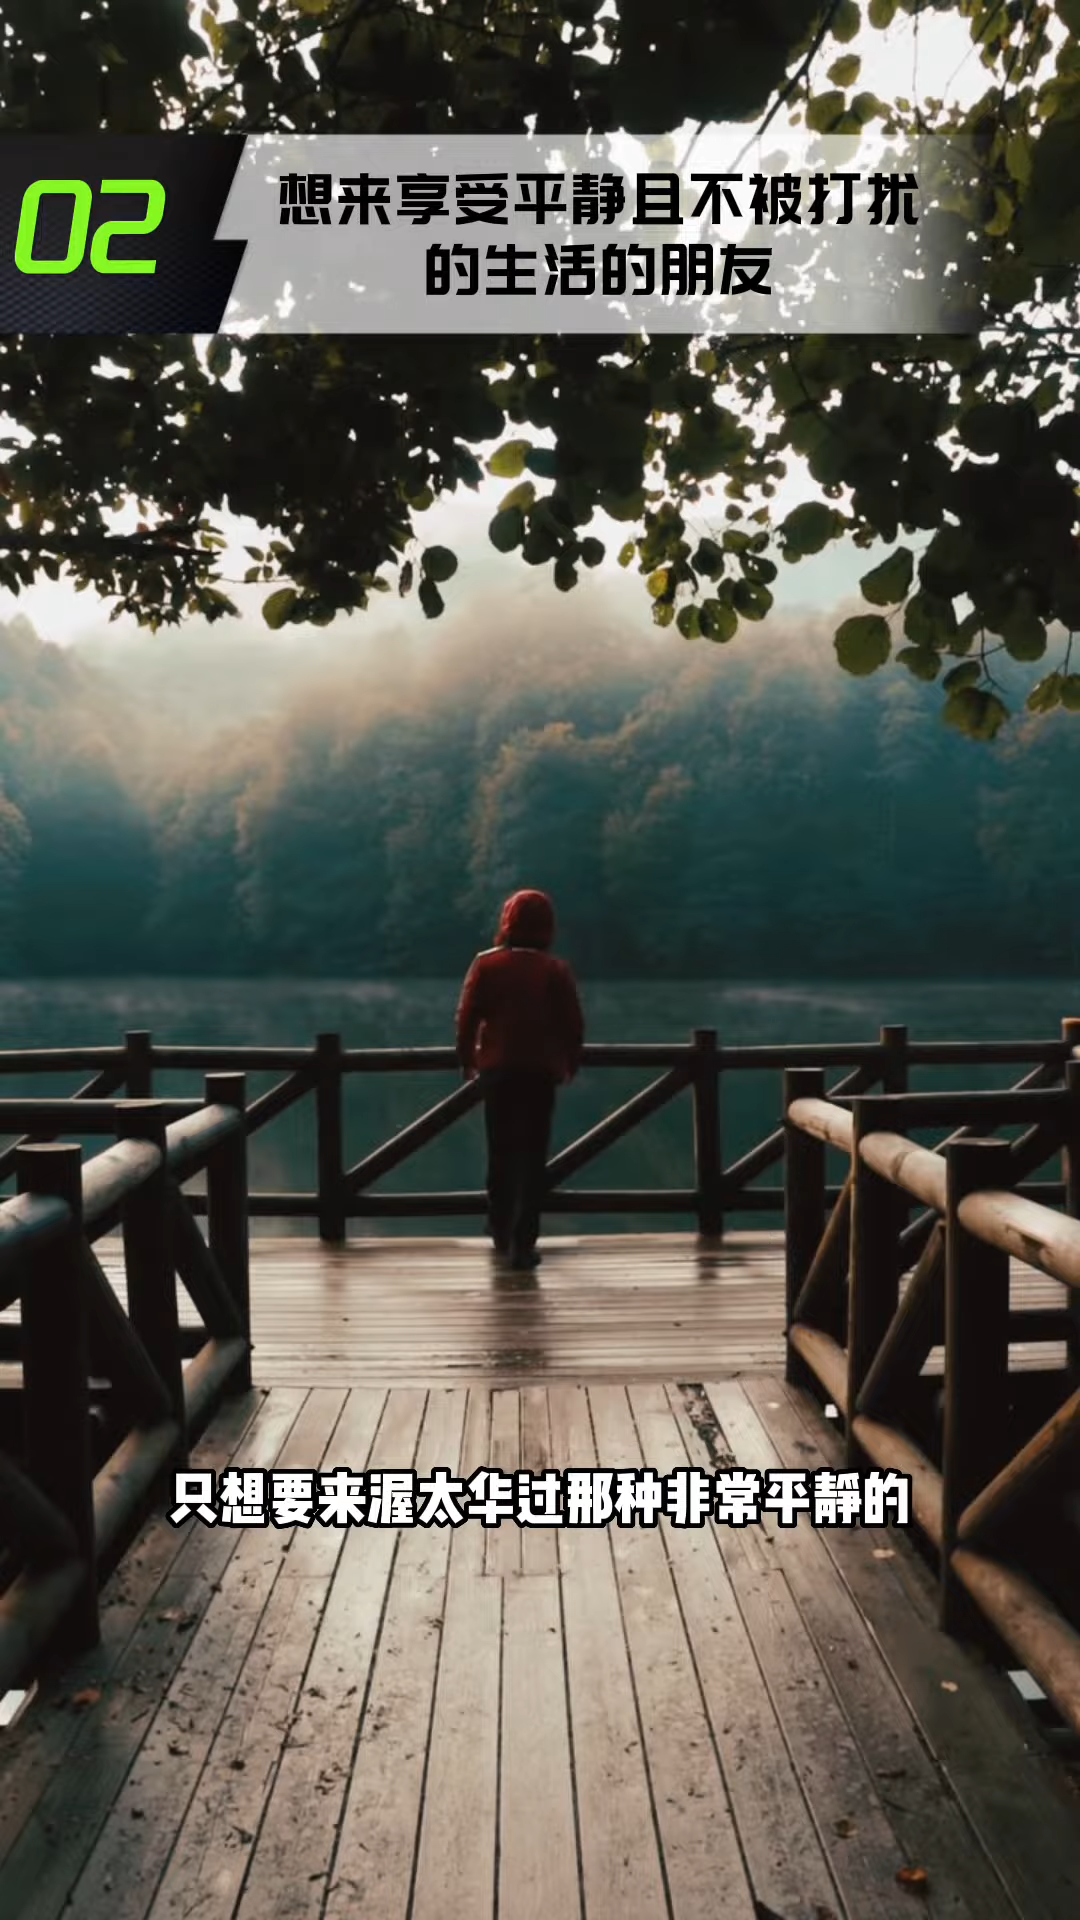 02
想来享受平静且不被打扰
的生活的朋友
只想要来渥太华过那种非常平靜的